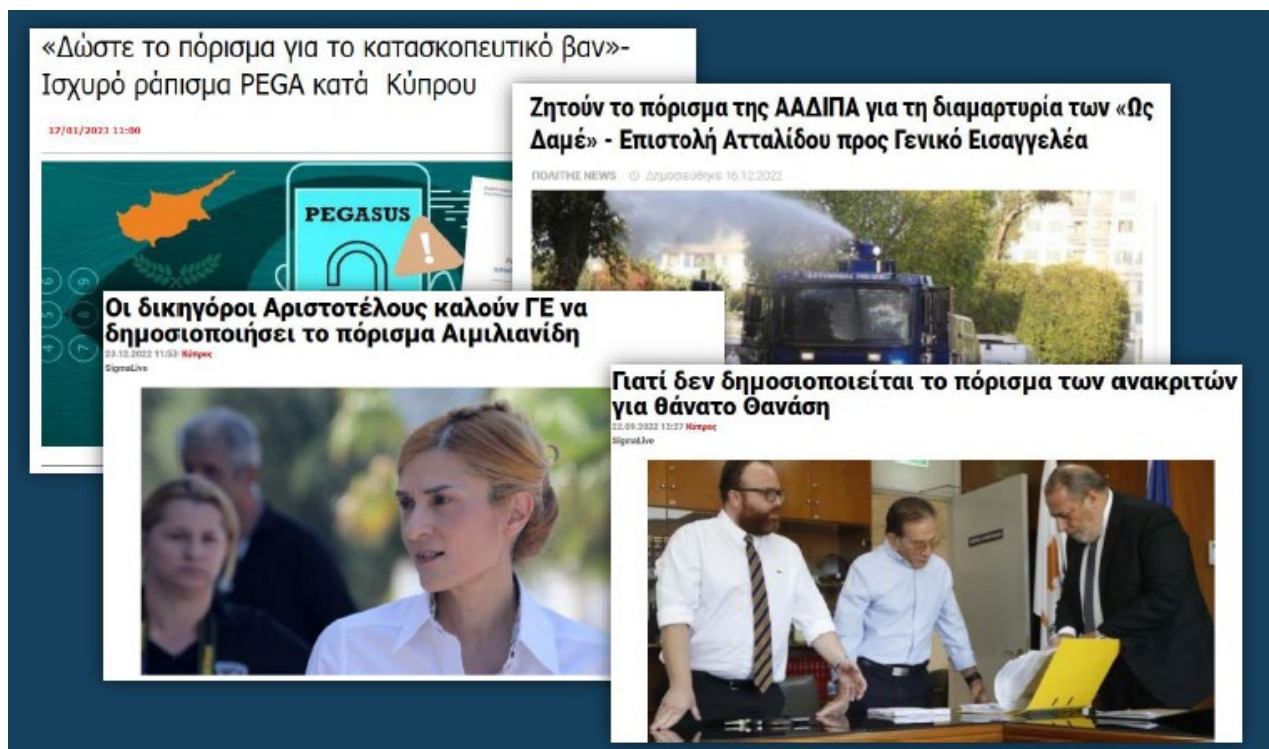 «Δώστε το πόρισμα για το κατασκοπευτικό βαν»-
Ισχυρό ράπισμα PEGA κατά Κύπρου
17/01/2023 11:00
PEGASUS
Ζητούν το πόρισμα της ΑΑΔΙΠΑ για τη διαμαρτυρία των «Ως
Δαμέ» - Επιστολή Ατταλίδου προς Γενικό Εισαγγελέα
ΠΟΛΙΤΗΣ NEWS Δημοσιεύθηκε 16.12.2022
Οι δικηγόροι Αριστοτέλους καλούν ΓΕ να
δημοσιοποιήσει το πόρισμα Αιμιλιανίδη
23.12.2022 11:53 Κύπρος
SigmaLive
Γιατί δεν δημοσιοποιείται το πόρισμα των ανακριτών
για θάνατο Θανάση
22.09.2022 12:27 Κύπρος
SigmaLive